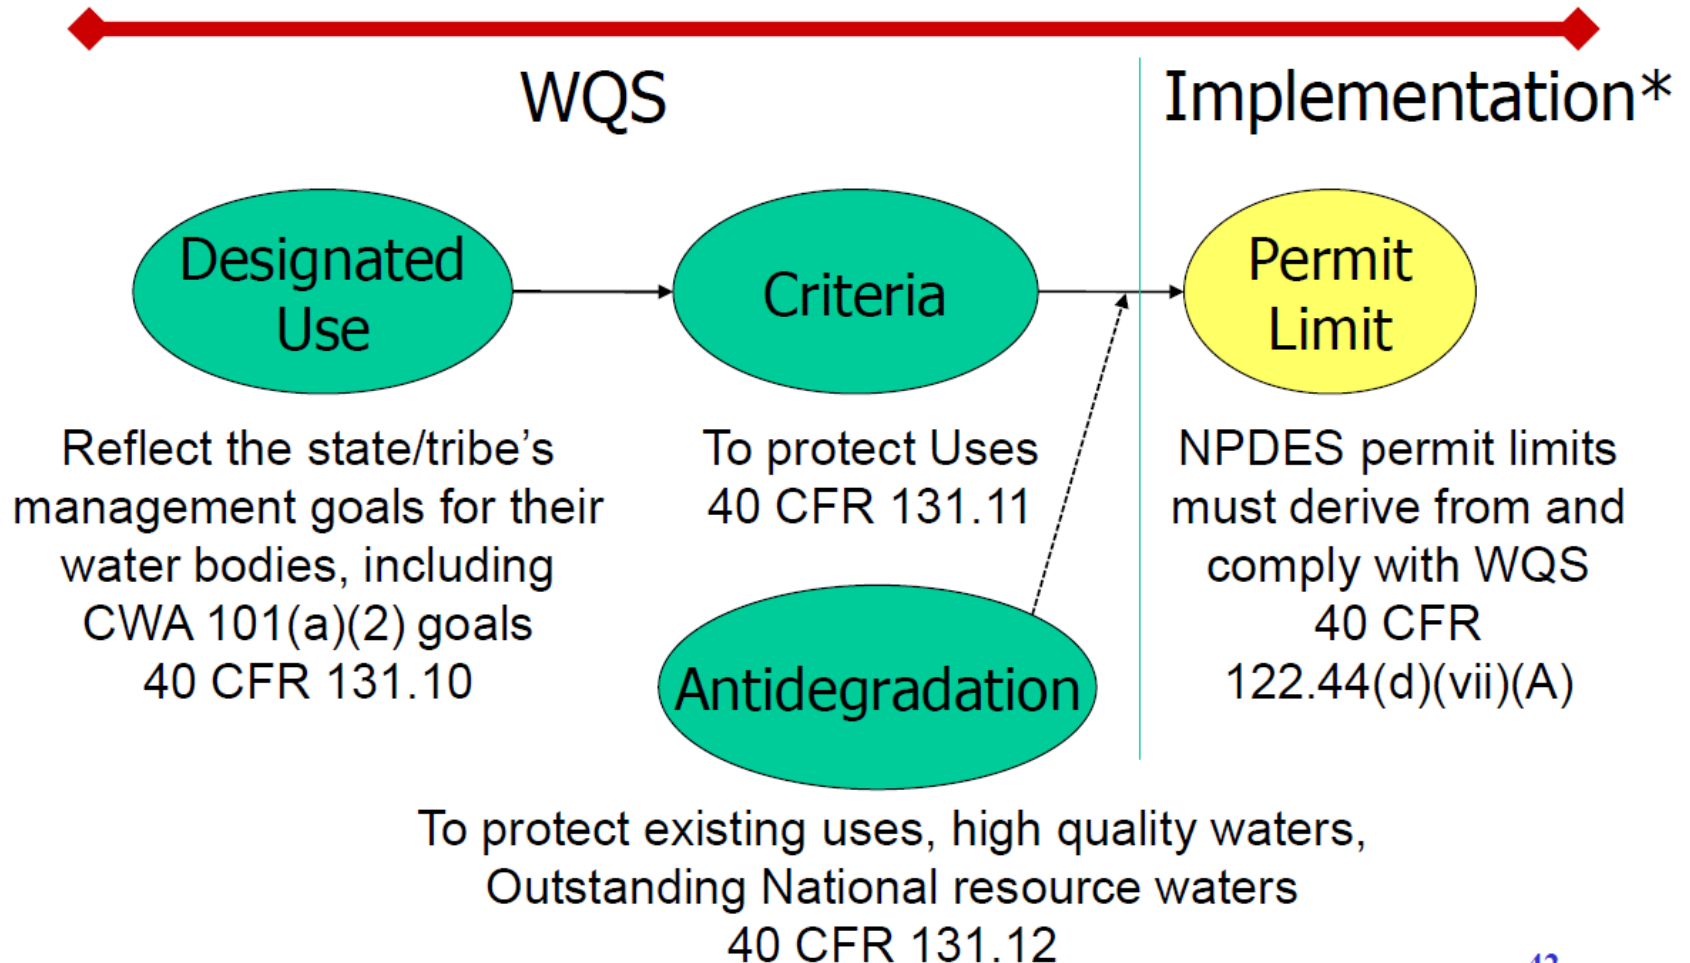 WQS
Implementation*
Designated
Use
Criteria
Permit
Limit
Reflect the state/tribe’s
management goals for their
water bodies, including
CWA 101(a)(2) goals
40 CFR 131.10
To protect Uses
40 CFR 131.11
NPDES permit limits
must derive from and
comply with WQS
40 CFR
122.44(d)(vii)(A)
Antidegradation
To protect existing uses, high quality waters,
Outstanding National resource waters
40 CFR 131.12